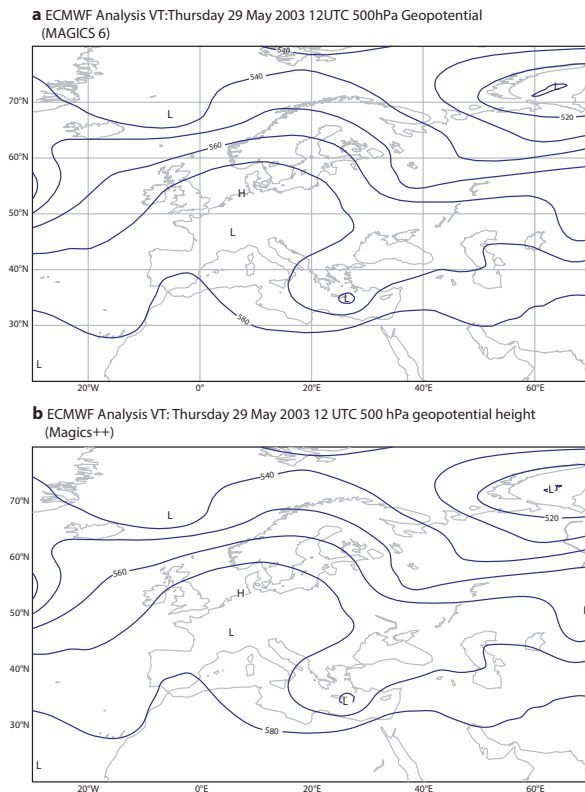 a ECMWF Analysis VT:Thursday 29 May 2003 12UTC 500hPa Geopotential
(MAGICS 6)
540
540
L
L
70°N
520
560
60°N
H
50°N
L
40°N
L
580
30°N
L
20°W 0° 20°E 40°E 60°E
b ECMWF Analysis VT: Thursday 29 May 2003 12 UTC 500 hPa geopotential height
(Magics++)
540
L
70°N
L
520
60°N
560
H
50°N
L
40°N
L
30°N
580
L
20°W 0°E 20°E 40°E 60°E